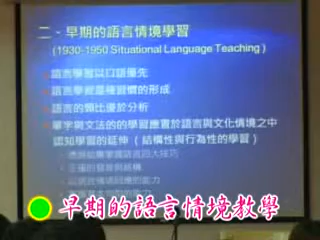 二、早期的語言情境學習
(1930-1950 Situational Language Teaching)
語言學習以口語優先
語言學習是種習慣的形成
語言的類比優於分析
單字與文法的的學習應置於語言與文化情境之中
認知學習的延伸（結構性與行為性的學習）
早期的語言情境教學